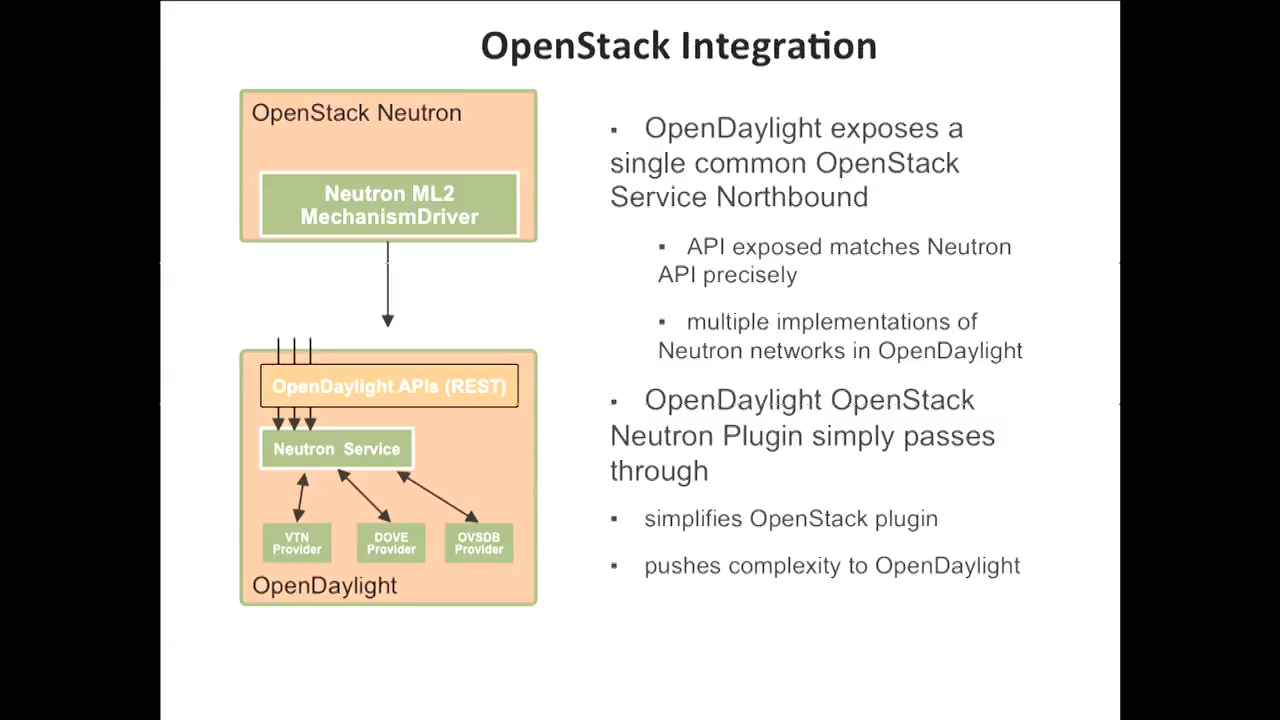 OpenStack Integration
OpenStack Neutron
Neutron ML2
MechanismDriver
OpenDaylight APIs (REST)
Neutron Service
VTN
Provider
DOVE
Provider
OVSDB
Provider
OpenDaylight
▪ OpenDaylight exposes a
single common OpenStack
Service Northbound
▪ API exposed matches Neutron
API precisely
▪ multiple implementations of
Neutron networks in OpenDaylight
▪ OpenDaylight OpenStack
Neutron Plugin simply passes
through
▪ simplifies OpenStack plugin
▪ pushes complexity to OpenDaylight